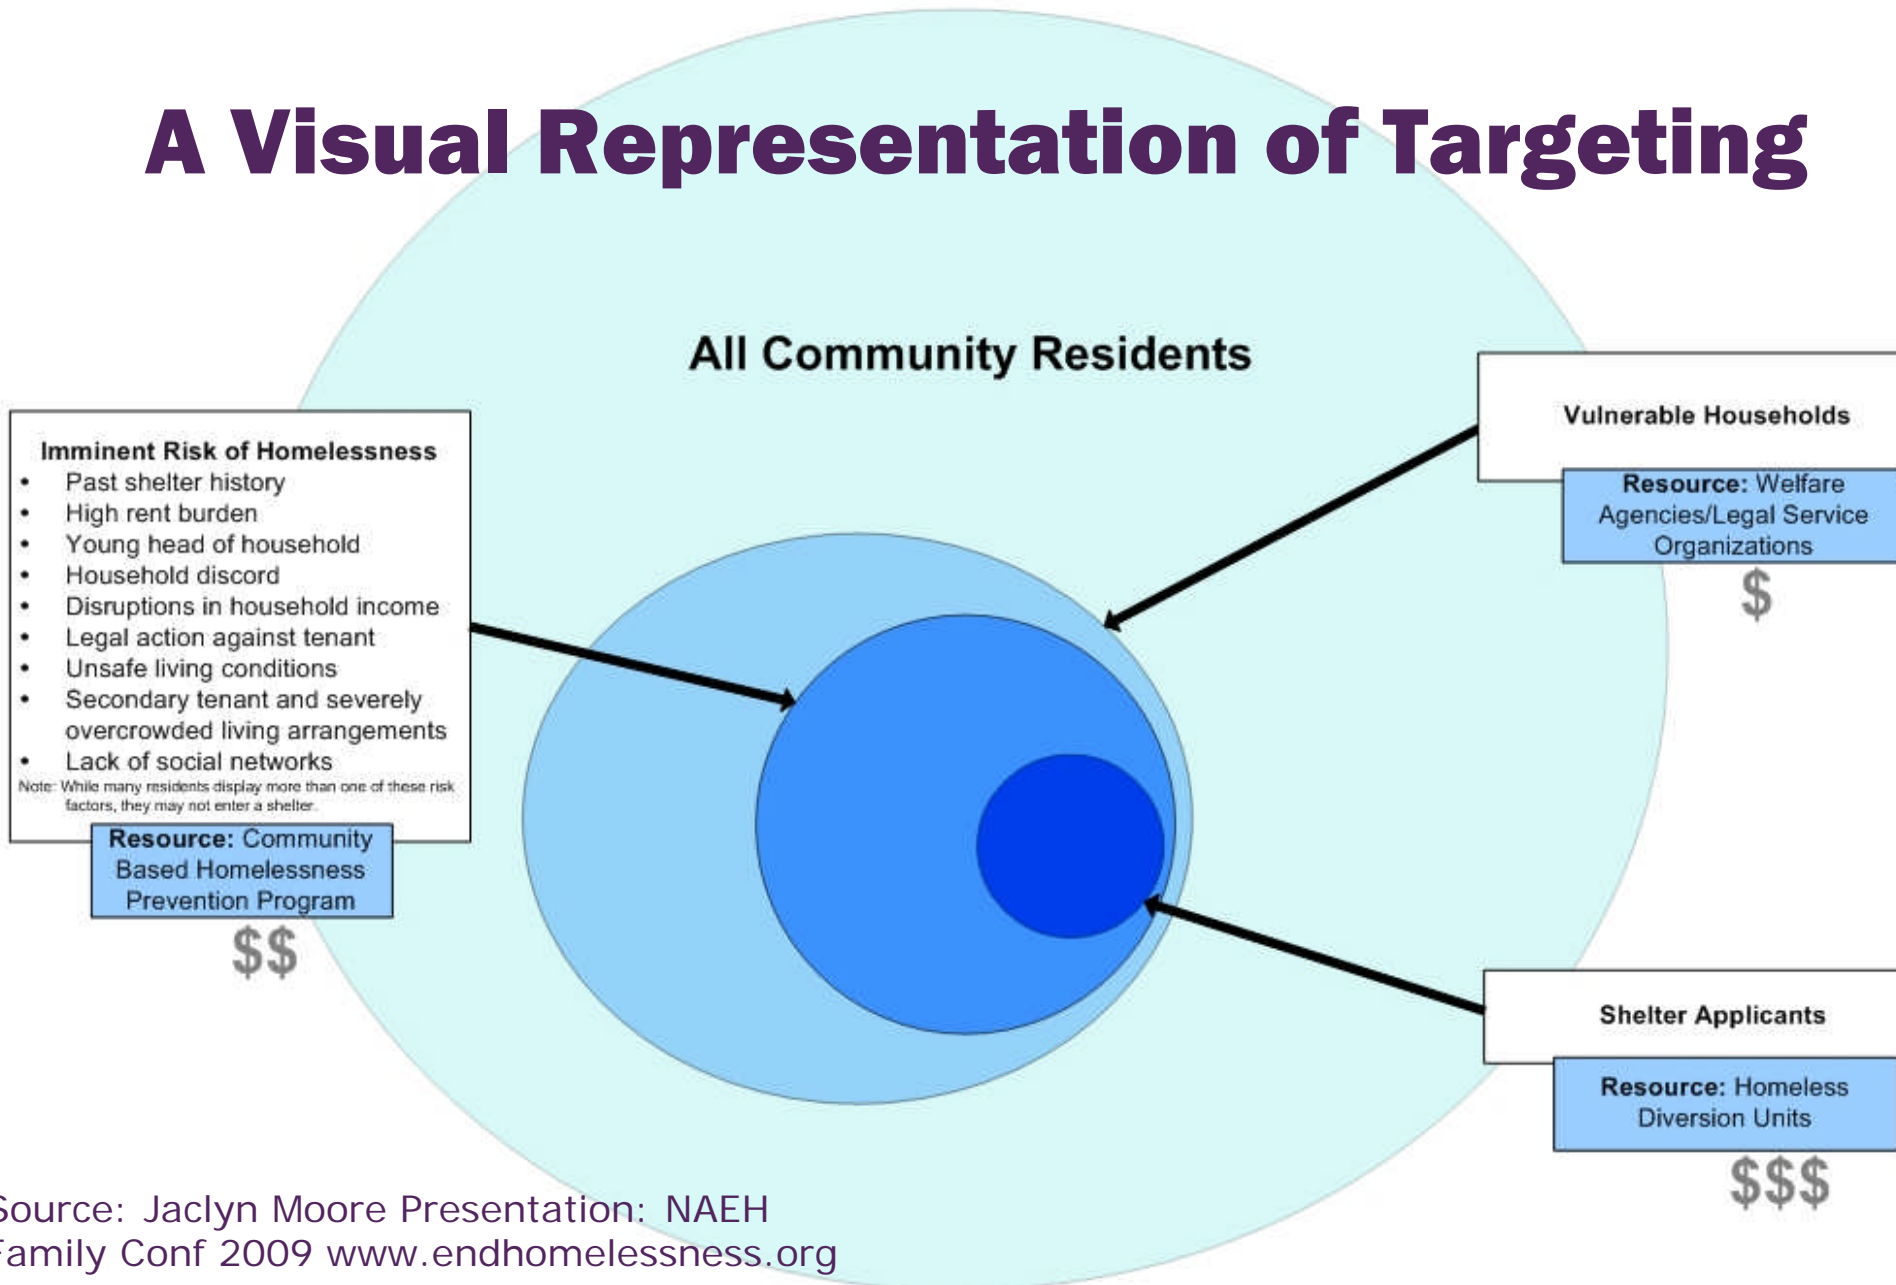 A Visual Representation of Targeting
All Community Residents
Imminent Risk of Homelessness
• Past shelter history
• High rent burden
• Young head of household
• Household discord
• Disruptions in household income
• Legal action against tenant
• Unsafe living conditions
• Secondary tenant and severely
overcrowded living arrangements
• Lack of social networks
Note: While many residents display more than one of these risk
factors, they may not enter a shelter.
Resource: Community
Based Homelessness
Prevention Program
$$
Vulnerable Households
Resource: Welfare
Agencies/Legal Service
Organizations
$
Shelter Applicants
Resource: Homeless
Diversion Units
$$$
Source: Jaclyn Moore Presentation: NAEH
Family Conf 2009 www.endhomelessness.org